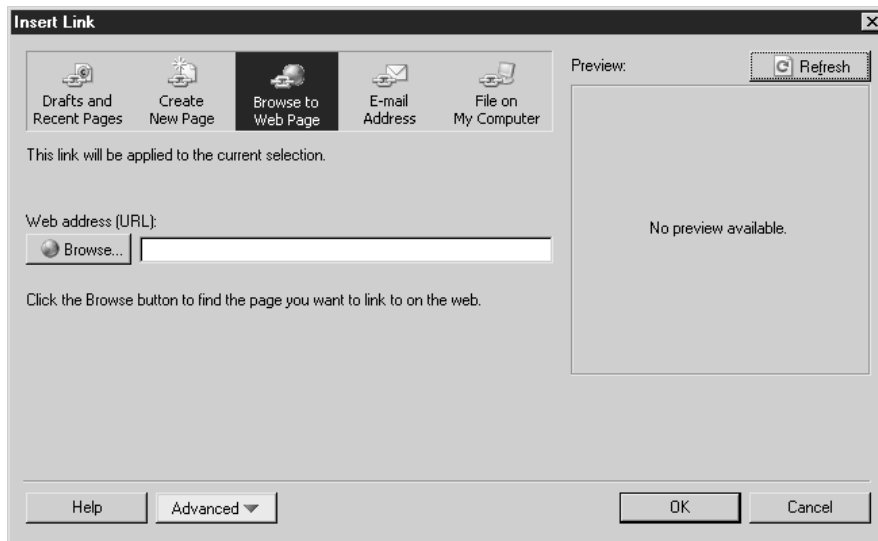 Insert Link
Drafts and Recent Pages
Create New Page
Browse to Web Page
E-mail Address
File on My Computer
Preview:
Refresh
This link will be applied to the current selection.
Web address (URL):
Browse...
No preview available.
Click the Browse button to find the page you want to link to on the web.
Help
Advanced
OK
Cancel